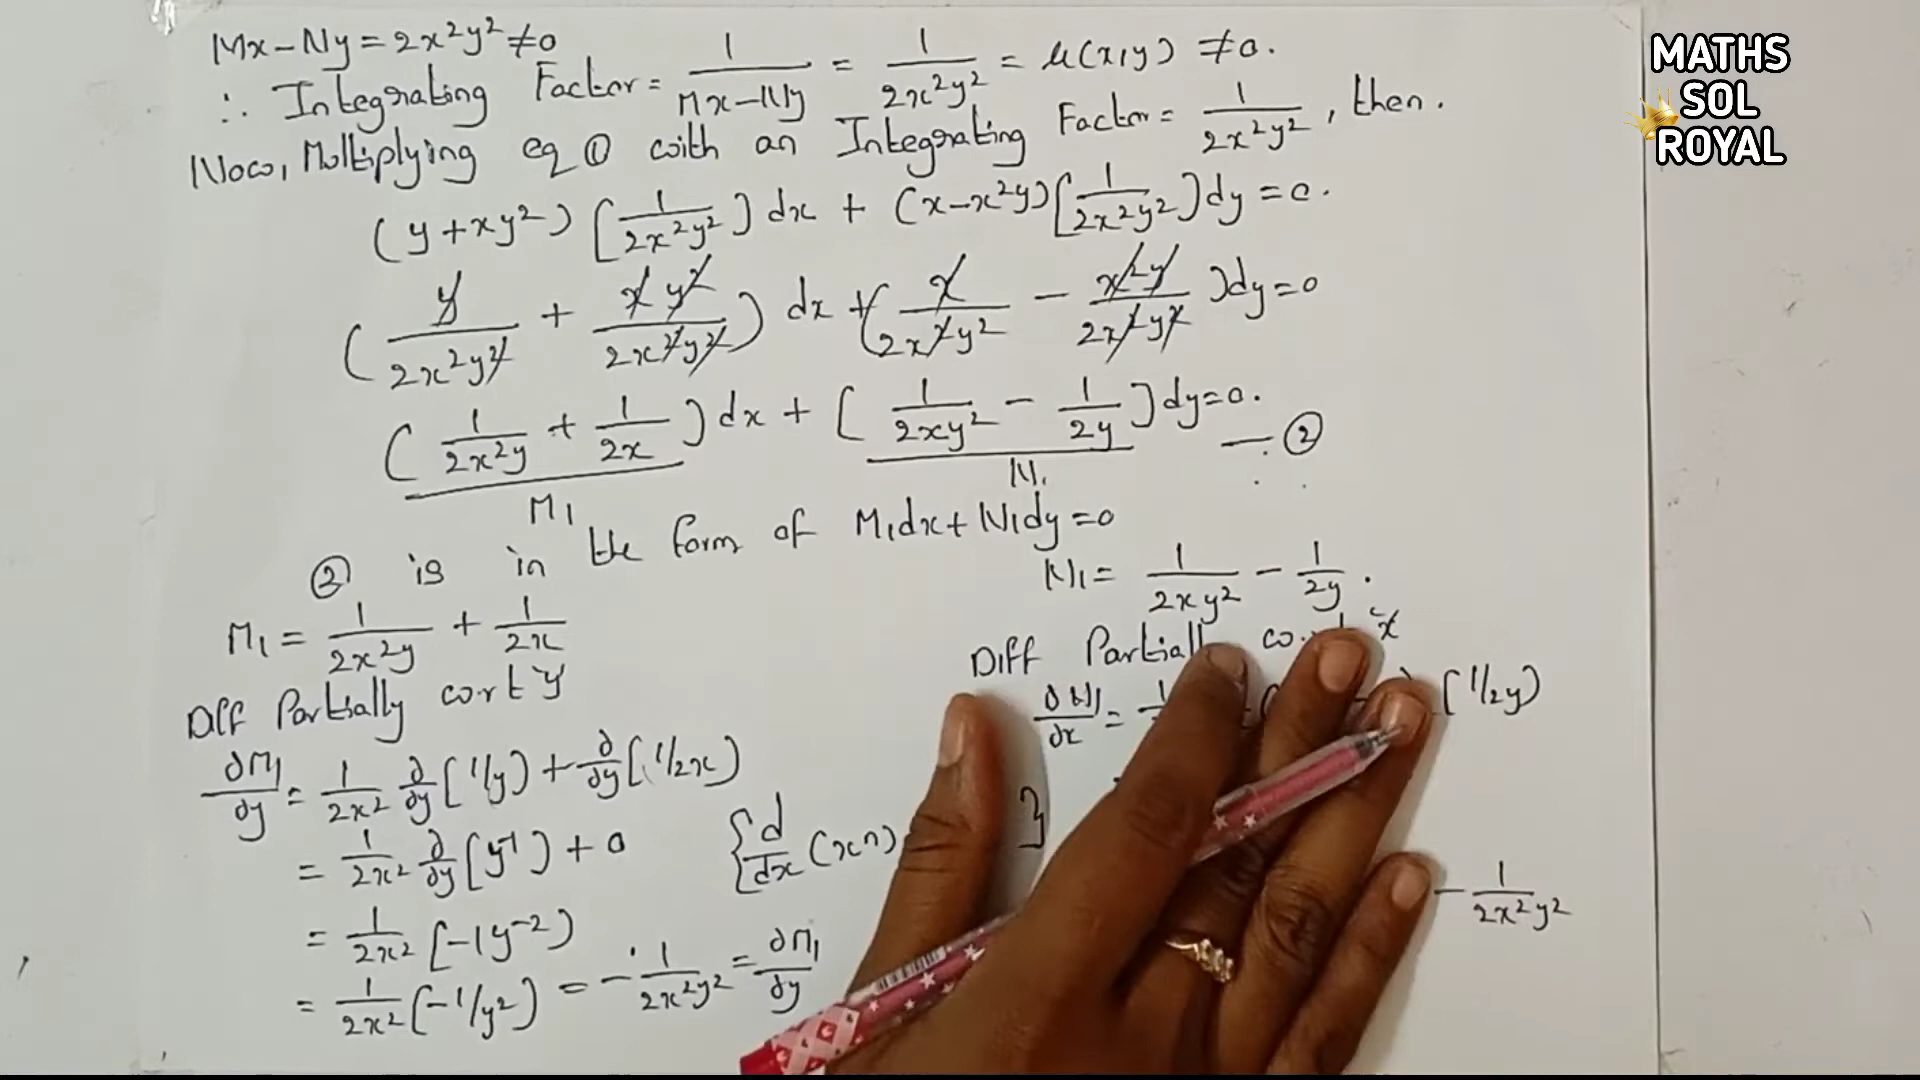 Mx-Ny = 2x²y² ≠ 0
∴ Integrating Factor = 1/(Mx-Ny) = 1/(2x²y²) = μ(x,y) ≠ 0.
Now, Multiplying eq ① with an Integrating Factor = 1/(2x²y²), then.
(y+xy²) [1/(2x²y²)] dx + (x-x²y) [1/(2x²y²)] dy = 0.
(y/(2x²y²) + xy²/(2x²y²)) dx + (x/(2x²y²) - x²y/(2x²y²)) dy = 0
(1/(2x²y) + 1/(2x)) dx + [1/(2xy²) - 1/(2y)] dy = 0. — ②
M₁ N₁
② is in the form of M₁dx + N₁dy = 0
M₁ = 1/(2x²y) + 1/(2x)
Diff Partially w.r.t 'y'
∂M₁/∂y = 1/(2x²) ∂/∂y [1/y) + ∂/∂y [1/2x)
= 1/(2x²) ∂/∂y [y⁻¹) + 0 {d/dx (xn) }
= 1/(2x²) [-1y⁻²)
= 1/(2x²) (-1/y²) = -1/(2x²y²) = ∂M₁/∂y
N₁ = 1/(2xy²) - 1/(2y).
Diff Partiall x
∂N₁/∂x = [1/2y)
- 1/(2x²y²)
MATHS
SOL
ROYAL